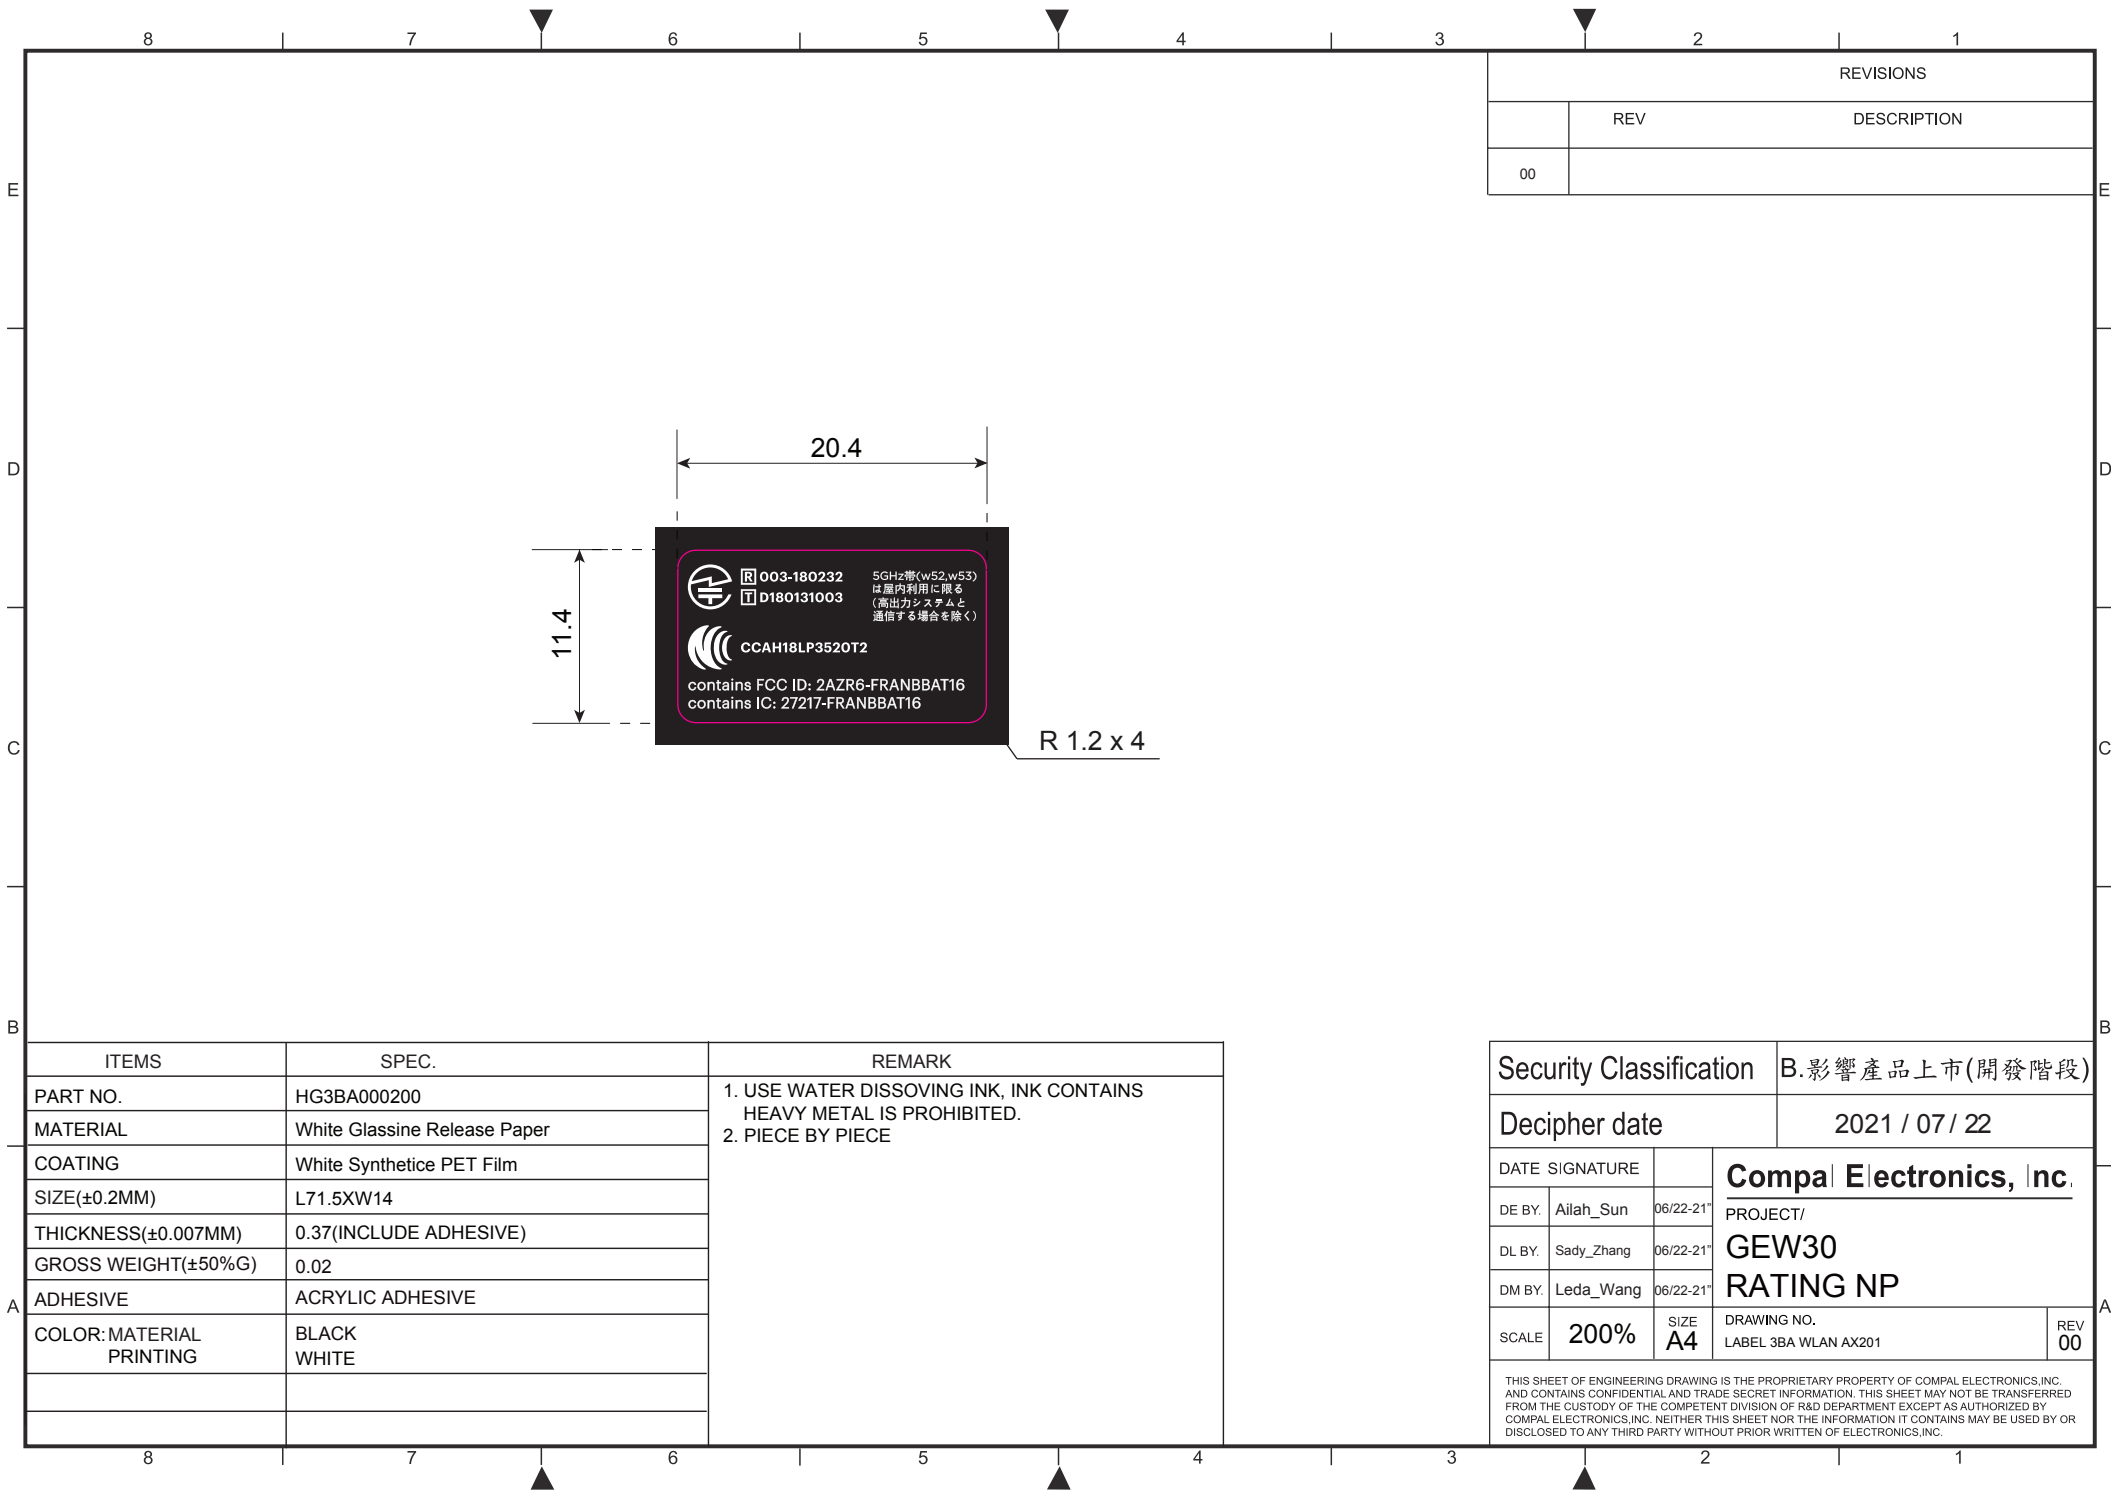 8 7 6 5 4 3 2 1
REVISIONS
REV DESCRIPTION
00
E E
D D
C C
B B
A A
20.4
11.4
R 003-180232
T D180131003
5GHz帯(w52,w53)
は屋内利用に限る
(高出力システムと
通信する場合を除く)
CCAH18LP3520T2
contains FCC ID: 2AZR6-FRANBBAT16
contains IC: 27217-FRANBBAT16
R 1.2 x 4
ITEMS SPEC. REMARK
PART NO. HG3BA000200
MATERIAL White Glassine Release Paper
COATING White Synthetice PET Film
SIZE(±0.2MM) L71.5XW14
THICKNESS(±0.007MM) 0.37(INCLUDE ADHESIVE)
GROSS WEIGHT(±50%G) 0.02
ADHESIVE ACRYLIC ADHESIVE
COLOR:MATERIAL BLACK
PRINTING WHITE
1. USE WATER DISSOVING INK, INK CONTAINS
HEAVY METAL IS PROHIBITED.
2. PIECE BY PIECE
Security Classification B.影響產品上市(開發階段)
Decipher date 2021 / 07 / 22
DATE SIGNATURE
DE BY. Ailah_Sun 06/22-21"
DL BY. Sady_Zhang 06/22-21"
DM BY. Leda_Wang 06/22-21"
Compal Electronics, Inc.
PROJECT/
GEW30
RATING NP
SCALE 200% SIZE A4
DRAWING NO.
LABEL 3BA WLAN AX201
REV
00
THIS SHEET OF ENGINEERING DRAWING IS THE PROPRIETARY PROPERTY OF COMPAL ELECTRONICS,INC.
AND CONTAINS CONFIDENTIAL AND TRADE SECRET INFORMATION. THIS SHEET MAY NOT BE TRANSFERRED
FROM THE CUSTODY OF THE COMPETENT DIVISION OF R&D DEPARTMENT EXCEPT AS AUTHORIZED BY
COMPAL ELECTRONICS,INC. NEITHER THIS SHEET NOR THE INFORMATION IT CONTAINS MAY BE USED BY OR
DISCLOSED TO ANY THIRD PARTY WITHOUT PRIOR WRITTEN OF ELECTRONICS,INC.
8 7 6 5 4 3 2 1